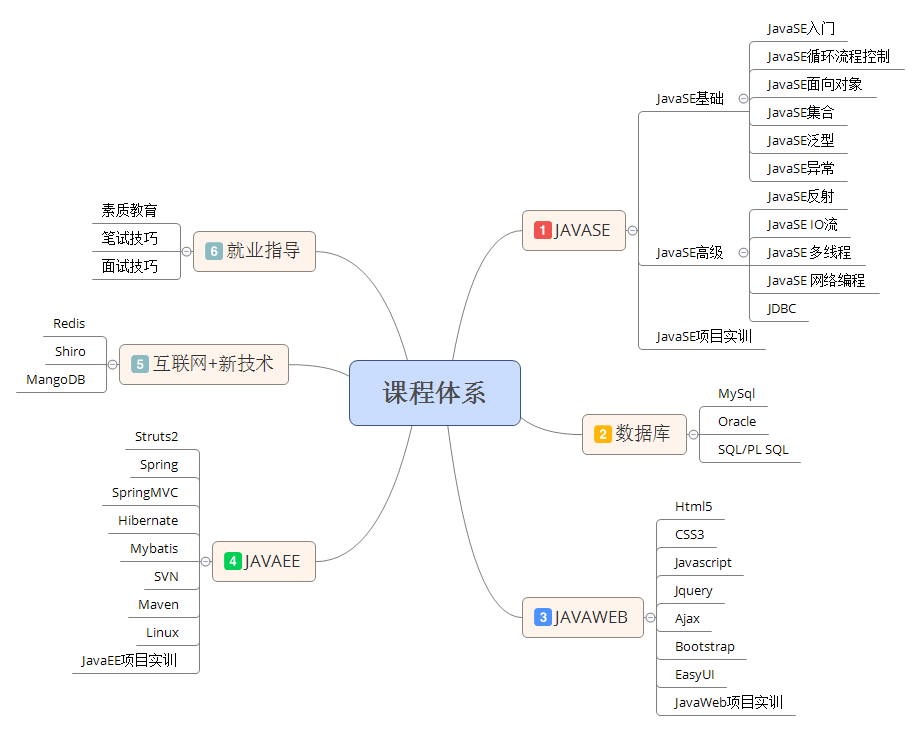 课程体系
1 JAVASE
JavaSE基础
JavaSE入门
JavaSE循环流程控制
JavaSE面向对象
JavaSE集合
JavaSE泛型
JavaSE异常
JavaSE高级
JavaSE反射
JavaSE IO流
JavaSE 多线程
JavaSE 网络编程
JDBC
JavaSE项目实训
2 数据库
MySql
Oracle
SQL/PL SQL
3 JAVAWEB
Html5
CSS3
Javascript
Jquery
Ajax
Bootstrap
EasyUI
JavaWeb项目实训
4 JAVAEE
Struts2
Spring
SpringMVC
Hibernate
Mybatis
SVN
Maven
Linux
JavaEE项目实训
5 互联网+新技术
Redis
Shiro
MangoDB
6 就业指导
素质教育
笔试技巧
面试技巧